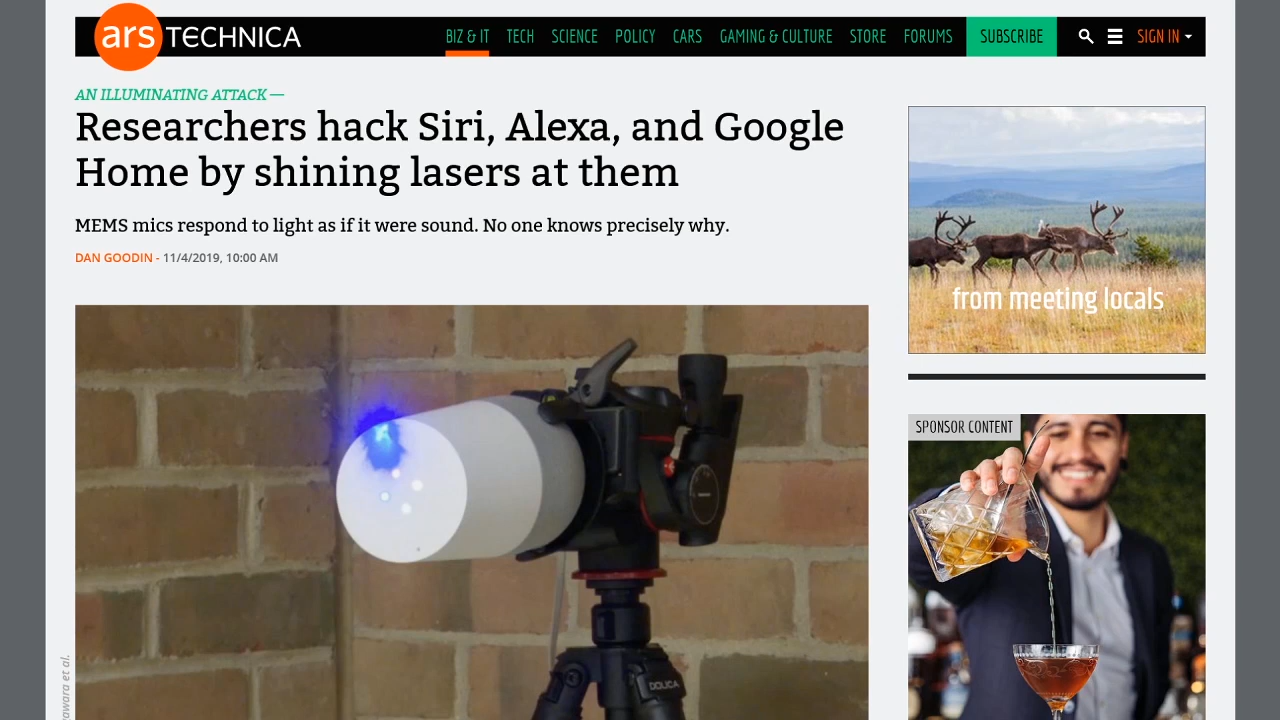 ars TECHNICA
BIZ & IT TECH SCIENCE POLICY CARS GAMING & CULTURE STORE FORUMS SUBSCRIBE SIGN IN
AN ILLUMINATING ATTACK —
Researchers hack Siri, Alexa, and Google
Home by shining lasers at them
MEMS mics respond to light as if it were sound. No one knows precisely why.
DAN GOODIN - 11/4/2019, 10:00 AM
DOLICA
et al.
from meeting locals
SPONSOR CONTENT